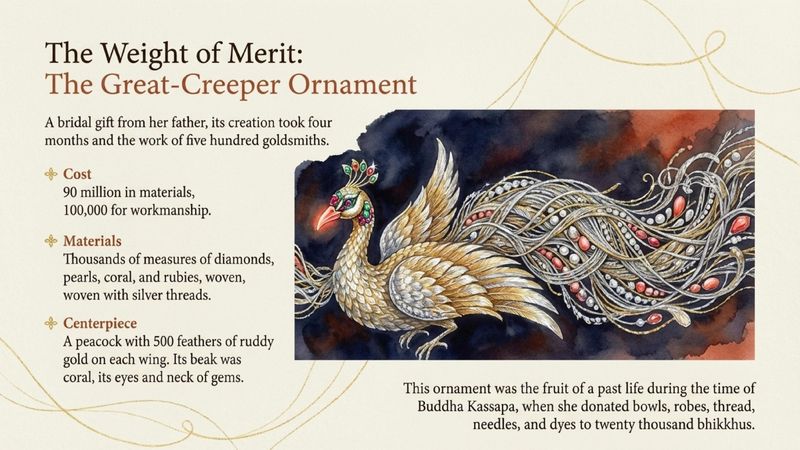 The Weight of Merit:
The Great-Creeper Ornament
A bridal gift from her father, its creation took four
months and the work of five hundred goldsmiths.
Cost
90 million in materials,
100,000 for workmanship.
Materials
Thousands of measures of diamonds,
pearls, coral, and rubies, woven,
woven with silver threads.
Centerpiece
A peacock with 500 feathers of ruddy
gold on each wing. Its beak was
coral, its eyes and neck of gems.
This ornament was the fruit of a past life during the time of
Buddha Kassapa, when she donated bowls, robes, thread,
needles, and dyes to twenty thousand bhikkhus.